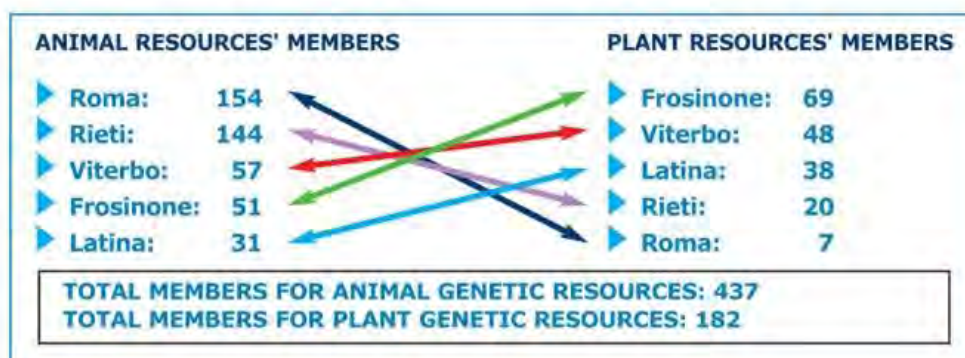 ANIMAL RESOURCES' MEMBERS
Roma: 154
Rieti: 144
Viterbo: 57
Frosinone: 51
Latina: 31
PLANT RESOURCES' MEMBERS
Frosinone: 69
Viterbo: 48
Latina: 38
Rieti: 20
Roma: 7
TOTAL MEMBERS FOR ANIMAL GENETIC RESOURCES: 437
TOTAL MEMBERS FOR PLANT GENETIC RESOURCES: 182